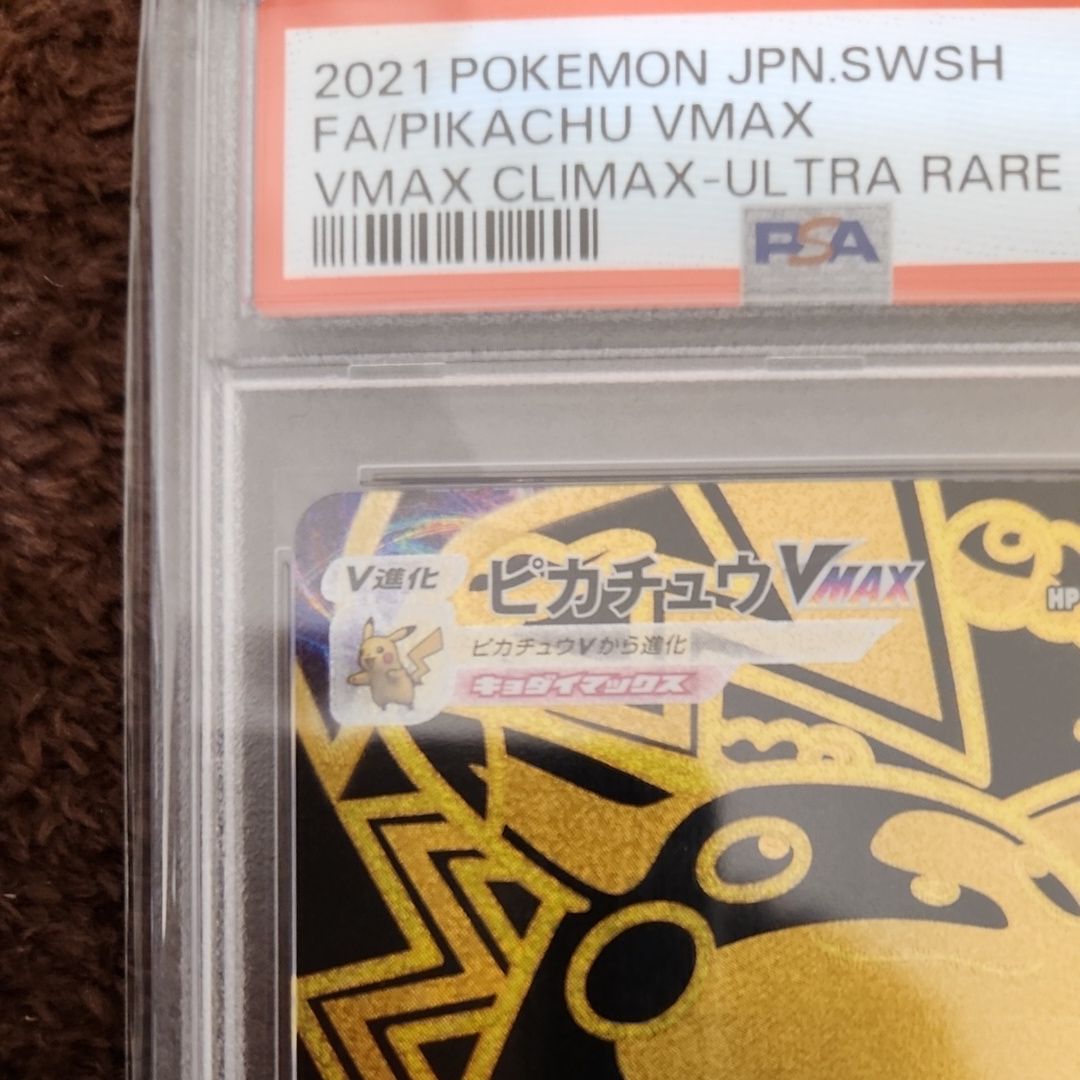 2021 POKEMON JPN.SWSH
FA/PIKACHU VMAX
VMAX CLIMAX-ULTRA RARE
PSA
V進化
ピカチュウVMAX
HP
ピカチュウVから進化
キョダイマックス